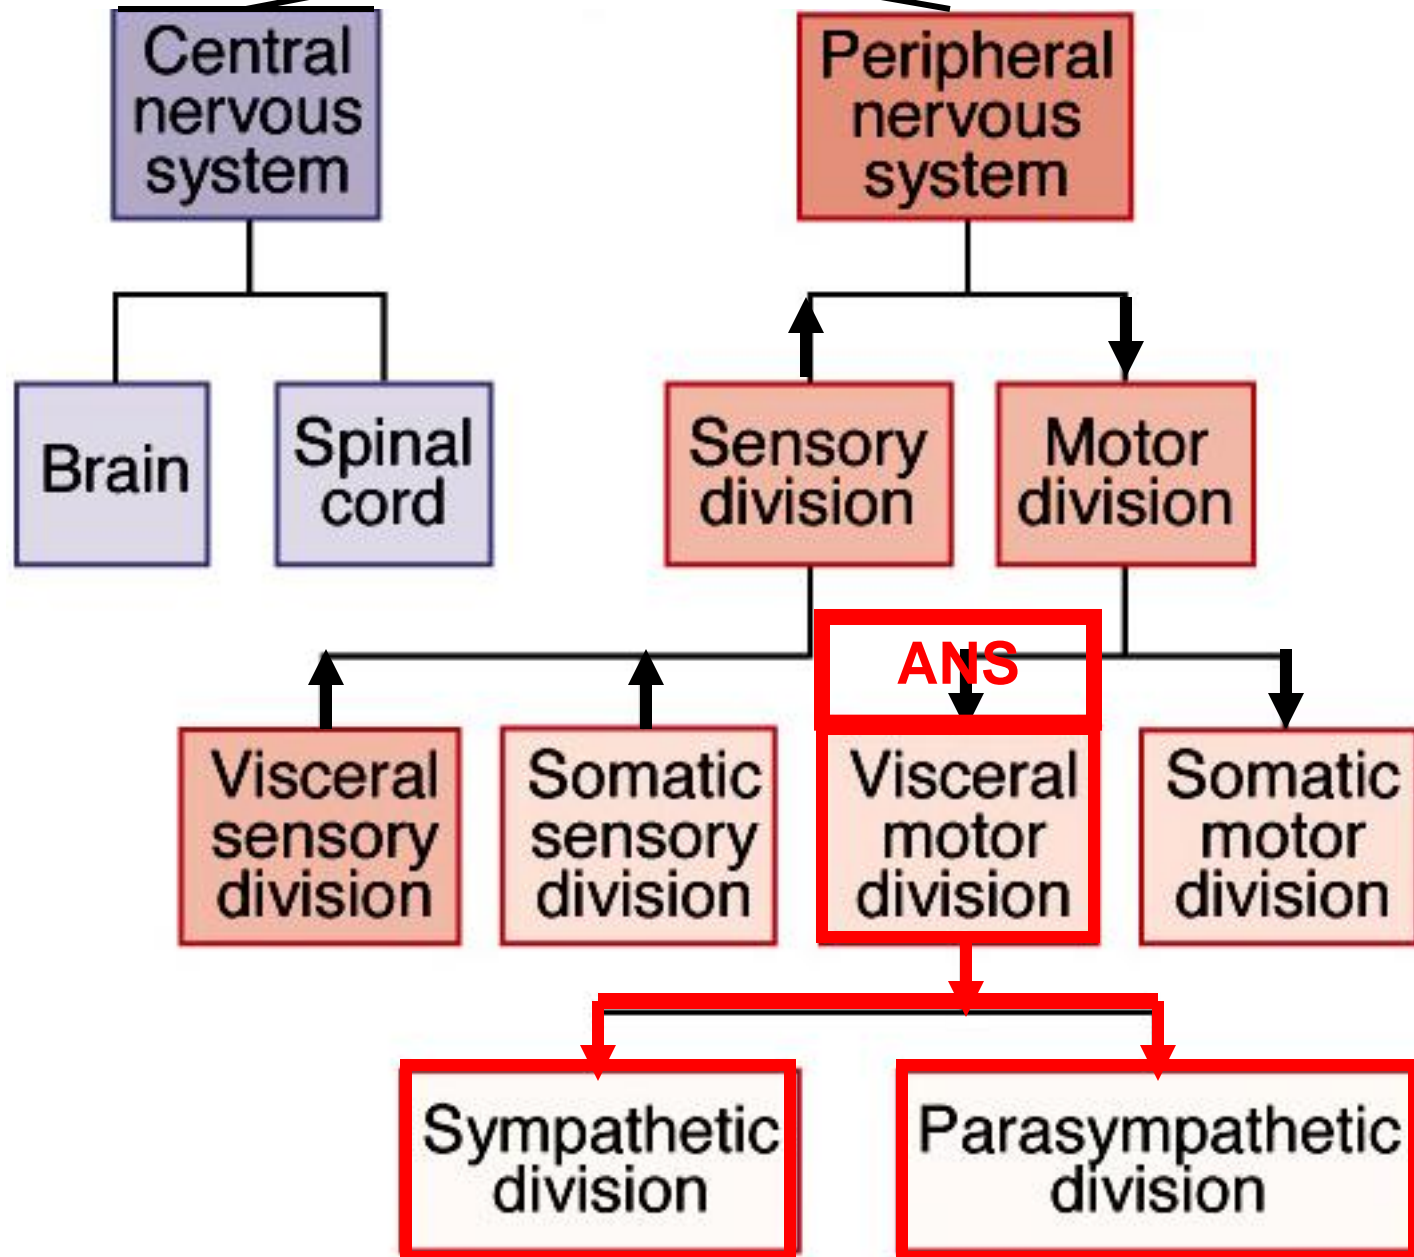 Central
nervous
system
Peripheral
nervous
system
Brain
Spinal
cord
Sensory
division
Motor
division
ANS
Visceral
sensory
division
Somatic
sensory
division
Visceral
motor
division
Somatic
motor
division
Sympathetic
division
Parasympathetic
division